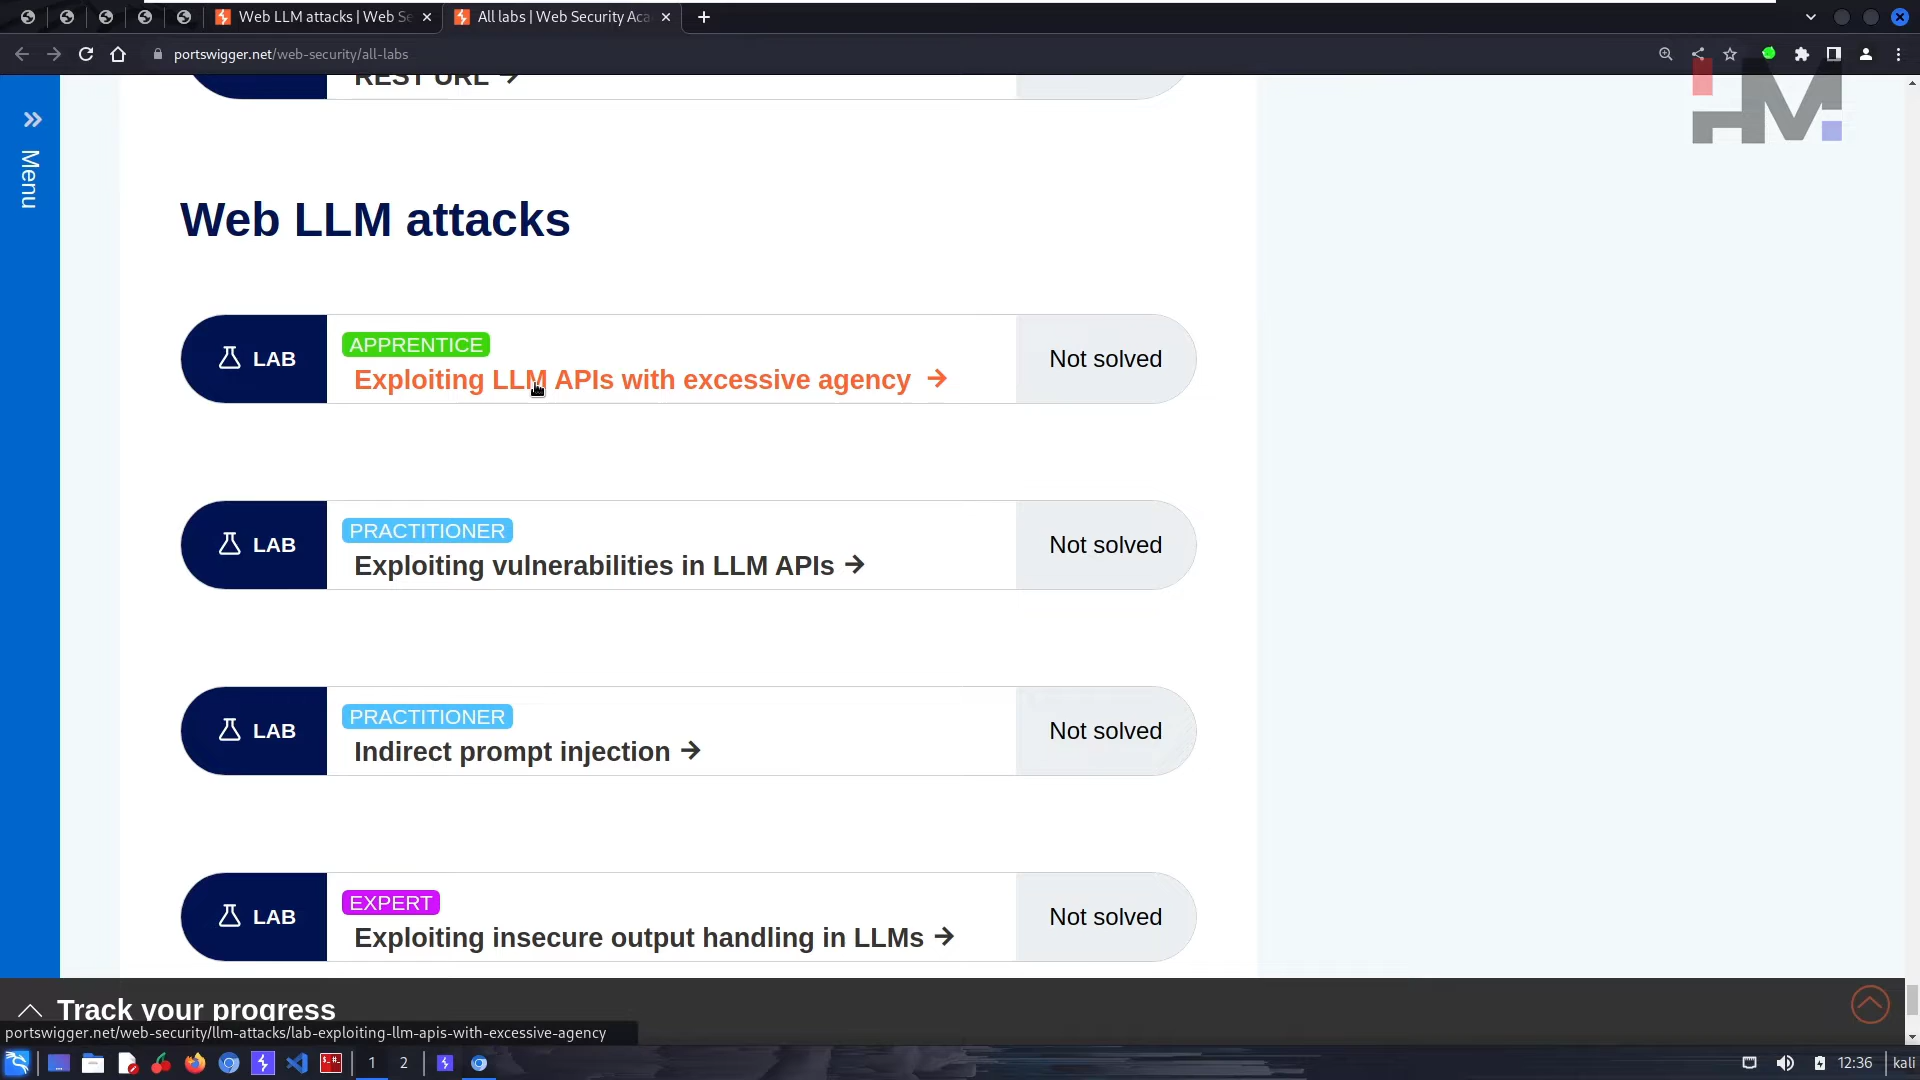 Web LLM attacks | Web Se
All labs | Web Security Aca
portswigger.net/web-security/all-labs
REST URL
HM
Menu
Web LLM attacks
LAB
APPRENTICE
Exploiting LLM APIs with excessive agency
Not solved
LAB
PRACTITIONER
Exploiting vulnerabilities in LLM APIs
Not solved
LAB
PRACTITIONER
Indirect prompt injection
Not solved
LAB
EXPERT
Exploiting insecure output handling in LLMs
Not solved
Track your progress
portswigger.net/web-security/llm-attacks/lab-exploiting-llm-apis-with-excessive-agency
1
2
12:36
kali